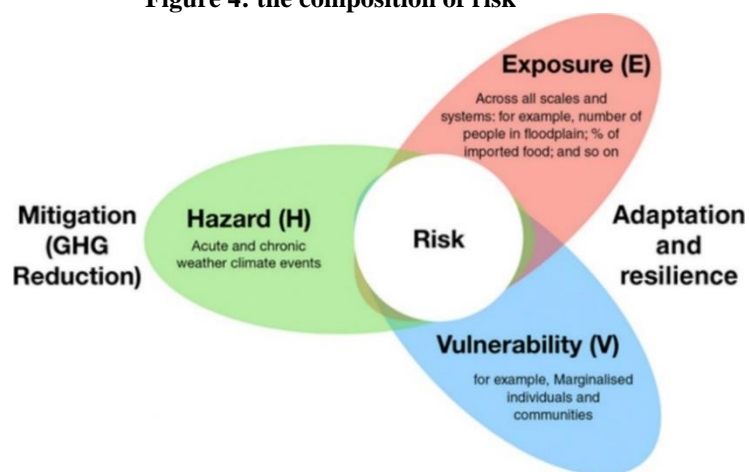 Figure 4: the composition of risk
Exposure (E)
Across all scales and
systems: for example, number of
people in floodplain; % of
imported food; and so on
Mitigation
(GHG
Reduction)
Hazard (H)
Acute and chronic
weather climate events
Risk
Adaptation
and
resilience
Vulnerability (V)
for example, Marginalised
individuals and
communities